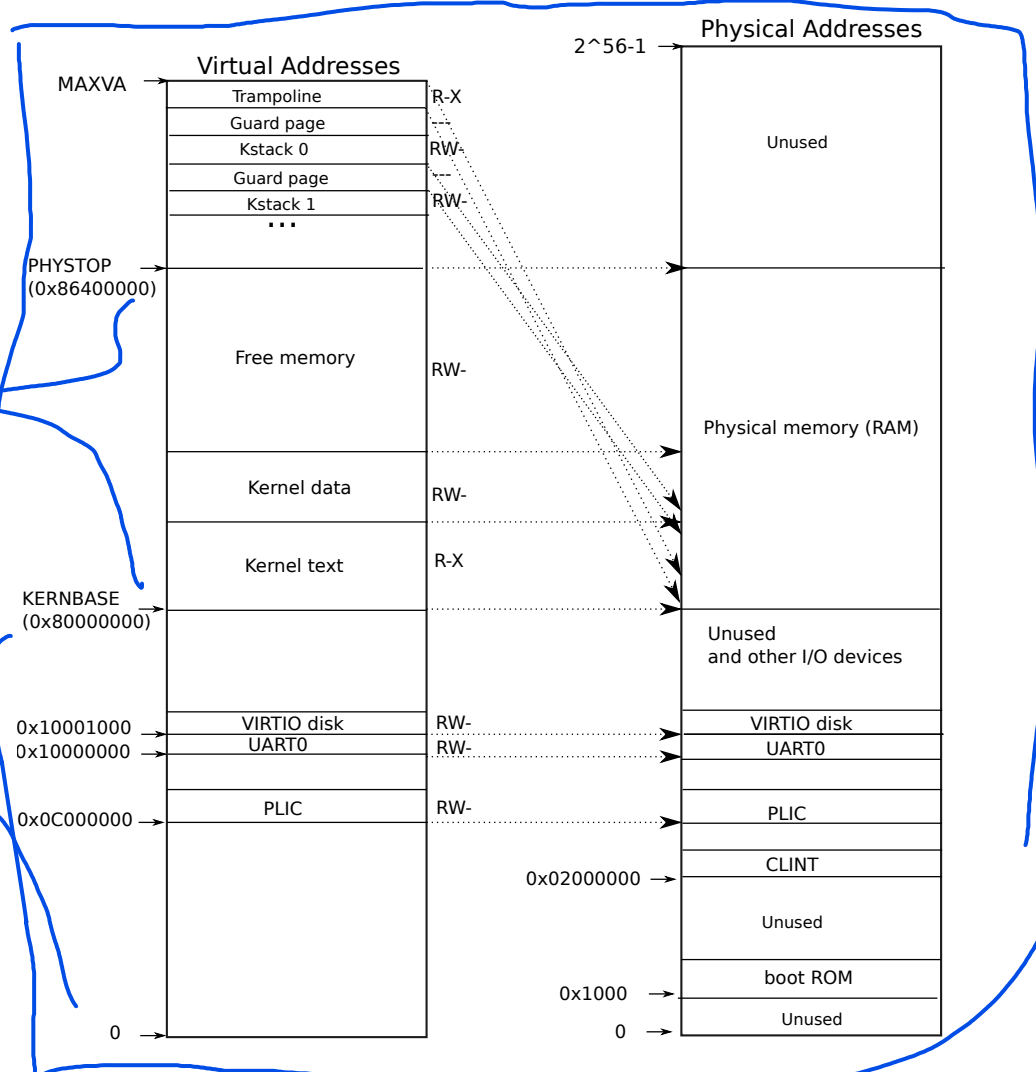 Physical Addresses
2^56-1
Virtual Addresses
MAXVA
Trampoline
R-X
Guard page
---
Unused
Kstack 0
RW-
Guard page
---
Kstack 1
RW-
...
PHYSTOP
(0x86400000)
Free memory
RW-
Physical memory (RAM)
Kernel data
RW-
Kernel text
R-X
KERNBASE
(0x80000000)
Unused
and other I/O devices
0x10001000
VIRTIO disk
RW-
VIRTIO disk
0x10000000
UART0
RW-
UART0
0x0C000000
PLIC
RW-
PLIC
CLINT
0x02000000
Unused
boot ROM
0x1000
Unused
0
0